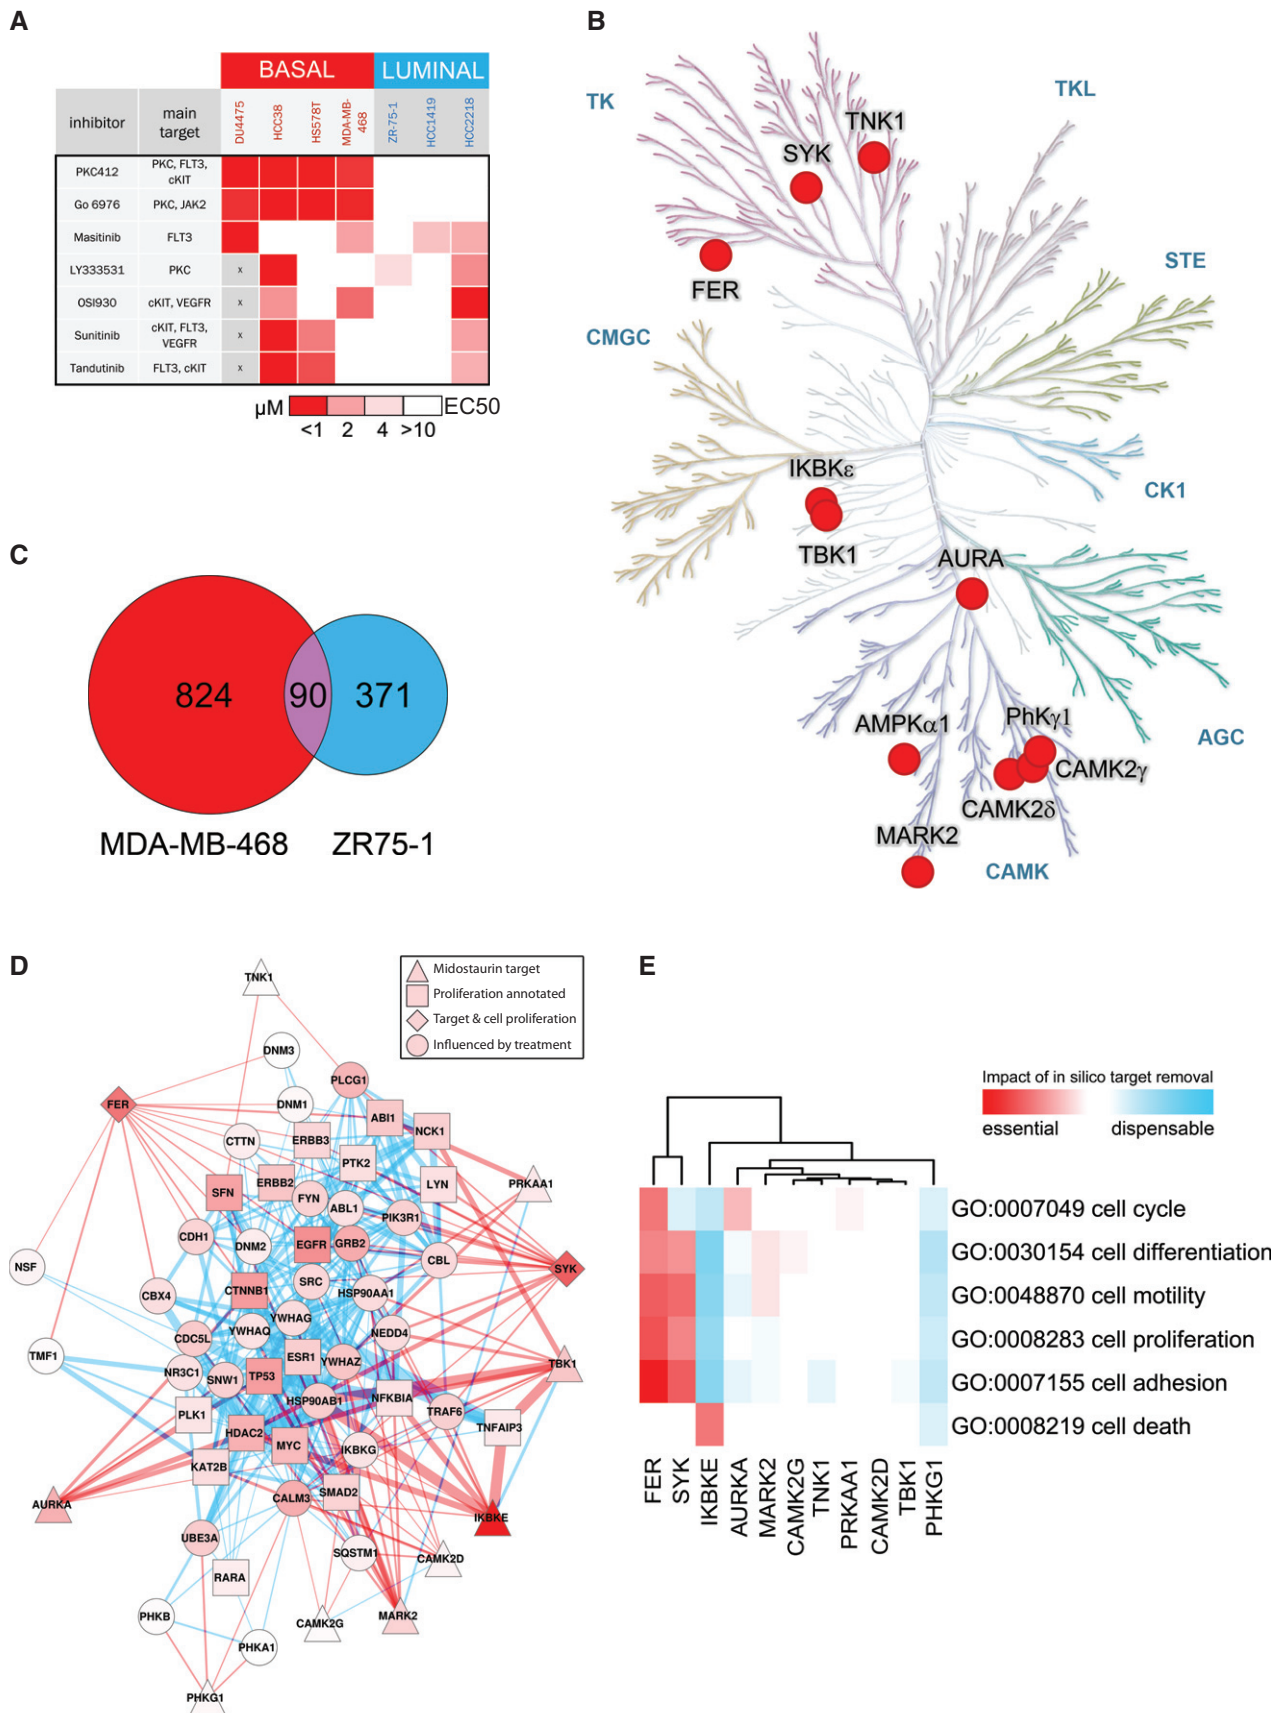 A
BASAL LUMINAL
inhibitor main target DU4475 HCC38 HS578T MDA-MB-468 ZR-75-1 HCC1419 HCC2218
PKC412 PKC, FLT3, cKIT
Go 6976 PKC, JAK2
Masitinib FLT3
LY333531 PKC x
OSI930 cKIT, VEGFR x
Sunitinib cKIT, FLT3, VEGFR x
Tandutinib FLT3, cKIT x
µM EC50
<1 2 4 >10
B
TK
TKL
TNK1
SYK
STE
FER
CMGC
IKBKε
CK1
TBK1
AURA
AMPKα1
PhKγ1
AGC
CAMK2γ
CAMK2δ
MARK2
CAMK
C
824 90 371
MDA-MB-468 ZR75-1
D
Midostaurin target
Proliferation annotated
Target & cell proliferation
Influenced by treatment
TNK1
DNM3
PLCG1
FER
DNM1
ABI1
NCK1
CTTN
ERBB3
PTK2
LYN
PRKAA1
SFN
ERBB2
FYN
ABL1
PIK3R1
CDH1
DNM2
EGFR
GRB2
CBL
NSF
SYK
CBX4
CTNNB1
SRC
HSP90AA1
YWHAG
CDC5L
YWHAQ
NEDD4
TMF1
NR3C1
SNW1
TP53
ESR1
YWHAZ
TBK1
HSP90AB1
NFKBIA
PLK1
TRAF6
TNFAIP3
HDAC2
MYC
IKBKG
KAT2B
CALM3
SMAD2
AURKA
IKBKE
UBE3A
SQSTM1
CAMK2D
RARA
PHKB
CAMK2G
MARK2
PHKA1
PHKG1
E
Impact of in silico target removal
essential dispensable
GO:0007049 cell cycle
GO:0030154 cell differentiation
GO:0048870 cell motility
GO:0008283 cell proliferation
GO:0007155 cell adhesion
GO:0008219 cell death
FER SYK IKBKE AURKA MARK2 CAMK2G TNK1 PRKAA1 CAMK2D TBK1 PHKG1